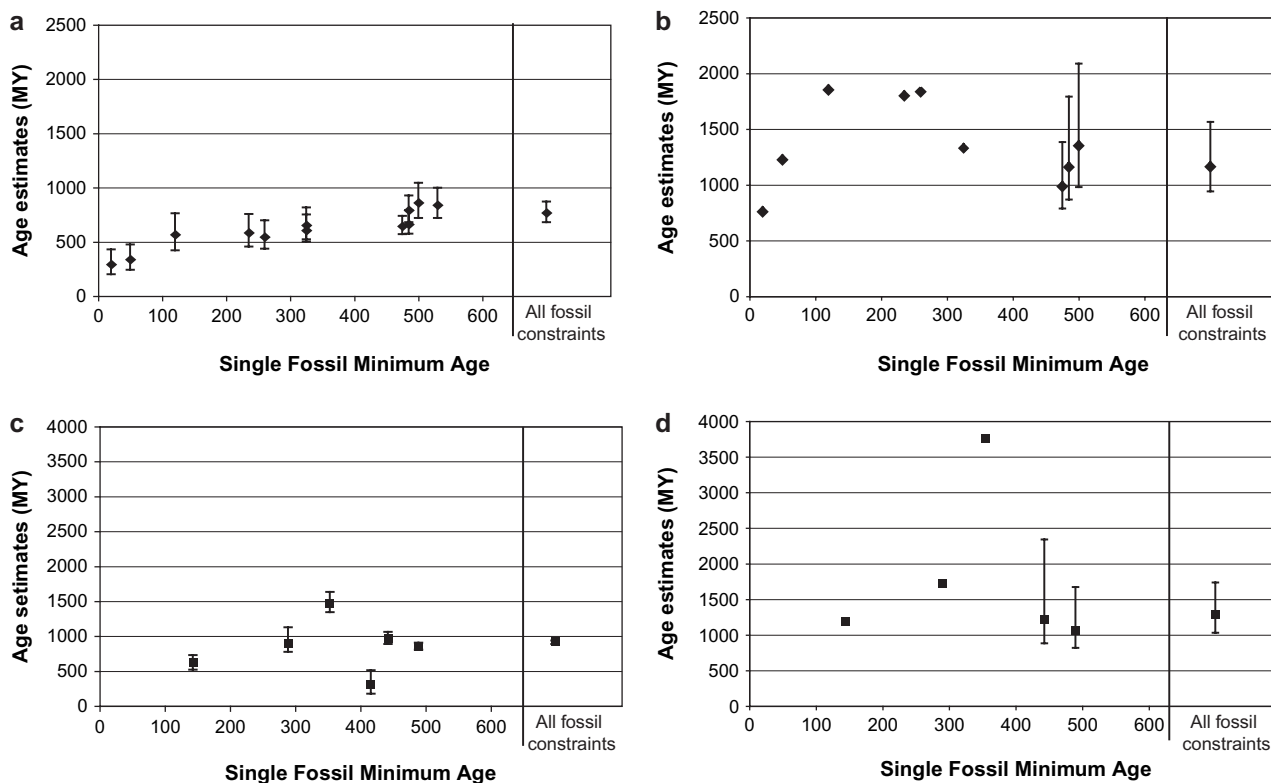 a
Age estimates (MY)
2500
2000
1500
1000
500
0
0 100 200 300 400 500 600
All fossil
constraints
Single Fossil Minimum Age
b
Age estimates (MY)
2500
2000
1500
1000
500
0
0 100 200 300 400 500 600
All fossil
constraints
Single Fossil Minimum Age
c
Age setimates (MY)
4000
3500
3000
2500
2000
1500
1000
500
0
0 100 200 300 400 500 600
All fossil
constraints
Single Fossil Minimum Age
d
Age estimates (MY)
4000
3500
3000
2500
2000
1500
1000
500
0
0 100 200 300 400 500 600
All fossil
constraints
Single Fossil Minimum Age